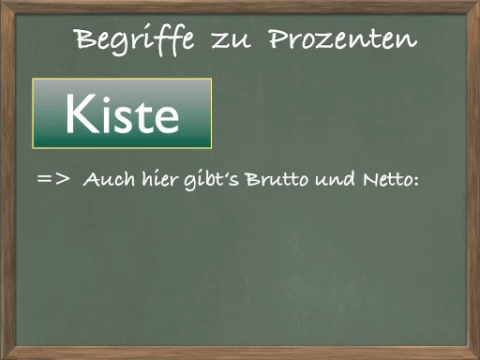 Begriffe zu Prozenten
Kiste
=> Auch hier gibt's Brutto und Netto: